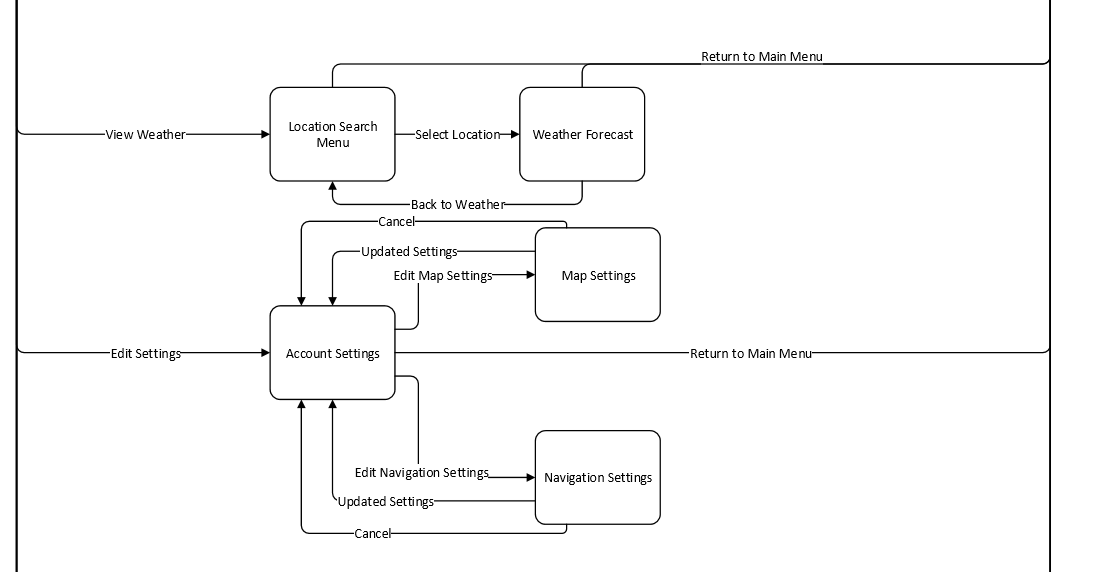 Return to Main Menu
View Weather
Location Search
Menu
Select Location
Weather Forecast
Back to Weather
Cancel
Updated Settings
Edit Map Settings
Map Settings
Edit Settings
Account Settings
Return to Main Menu
Edit Navigation Settings
Navigation Settings
Updated Settings
Cancel